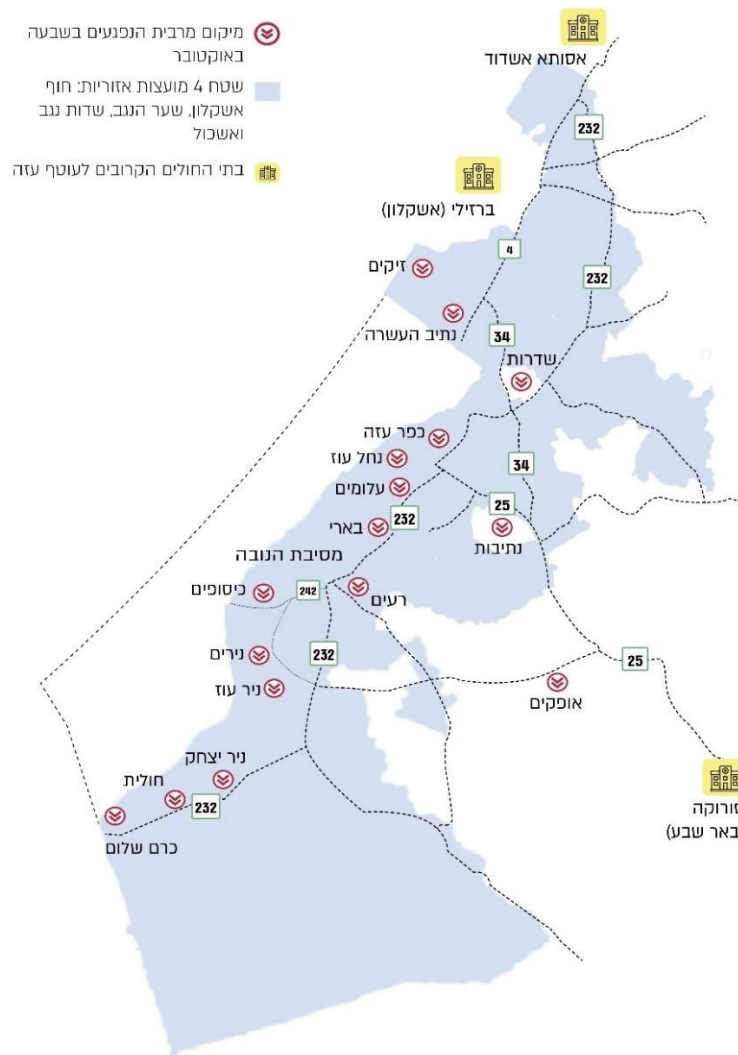 מיקום מרבית הנפגעים בשבעה
באוקטובר
שטח 4 מועצות אזוריות: חוף
אשקלון, שער הנגב, שדות נגב
ואשכול
בתי החולים הקרובים לעוטף עזה
אסותא אשדוד
232
ברזילי (אשקלון)
4
זיקים
232
נתיב העשרה
34
שדרות
כפר עזה
נחל עוז
34
עלומים
25
232
בארי
נתיבות
מסיבת הנובה
כיסופים
242
רעים
נירים
232
25
ניר עוז
אופקים
ניר יצחק
חולית
232
סורוקה
כרם שלום
באר שבע)